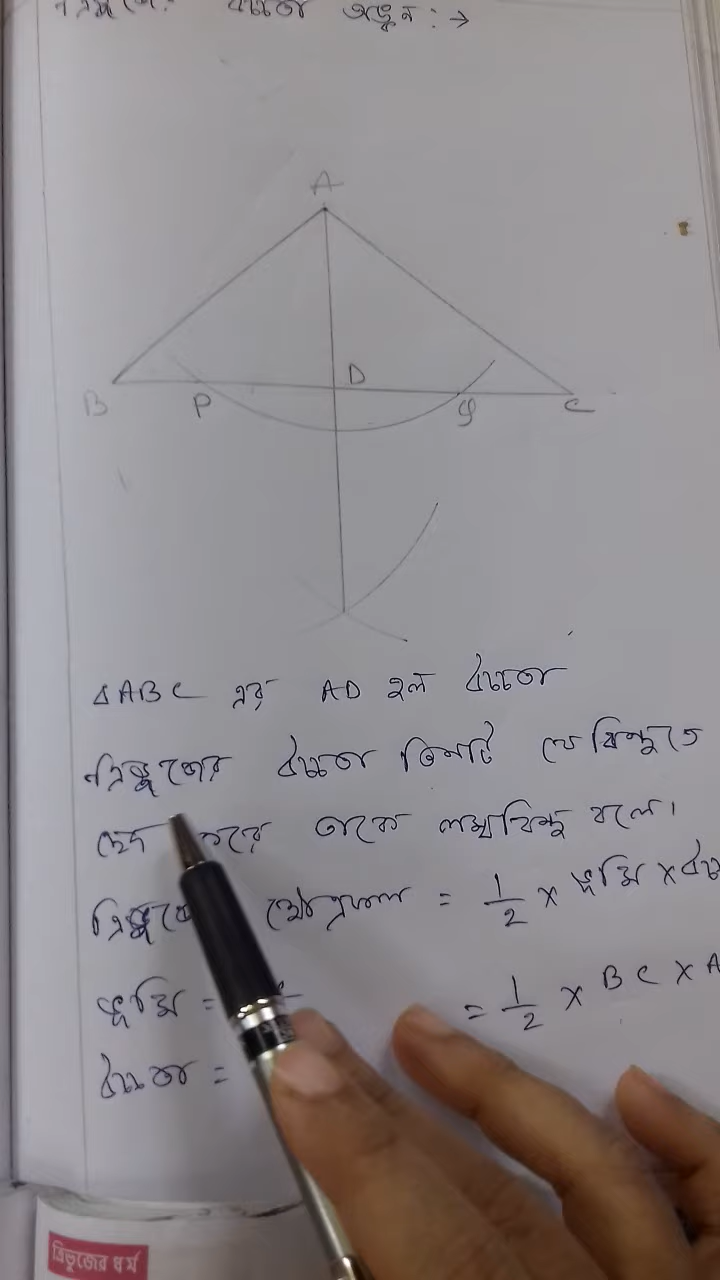 ত্রিভুজের উচ্চতা অঙ্কন : →
A
D
B P Q C
ΔABC এর AD হল উচ্চতা
ত্রিভুজের উচ্চতা তিনটি যে বিন্দুতে
ছেদ করে তাকে লম্ববিন্দু বলে।
ক্ষেত্রফল = 1/2 × ভূমি ×
ভূমি =
= 1/2 × BC × A
উচ্চতা =
ত্রিভুজের ধর্ম